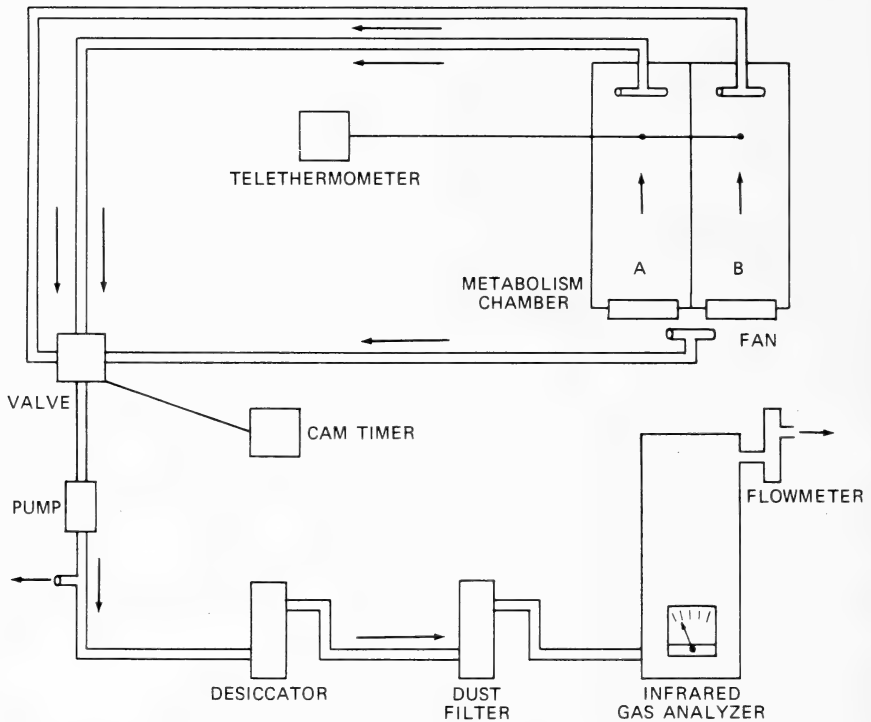 TELETHERMOMETER
A
B
METABOLISM
CHAMBER
FAN
VALVE
CAM TIMER
PUMP
FLOWMETER
DESICCATOR
DUST
FILTER
INFRARED
GAS ANALYZER